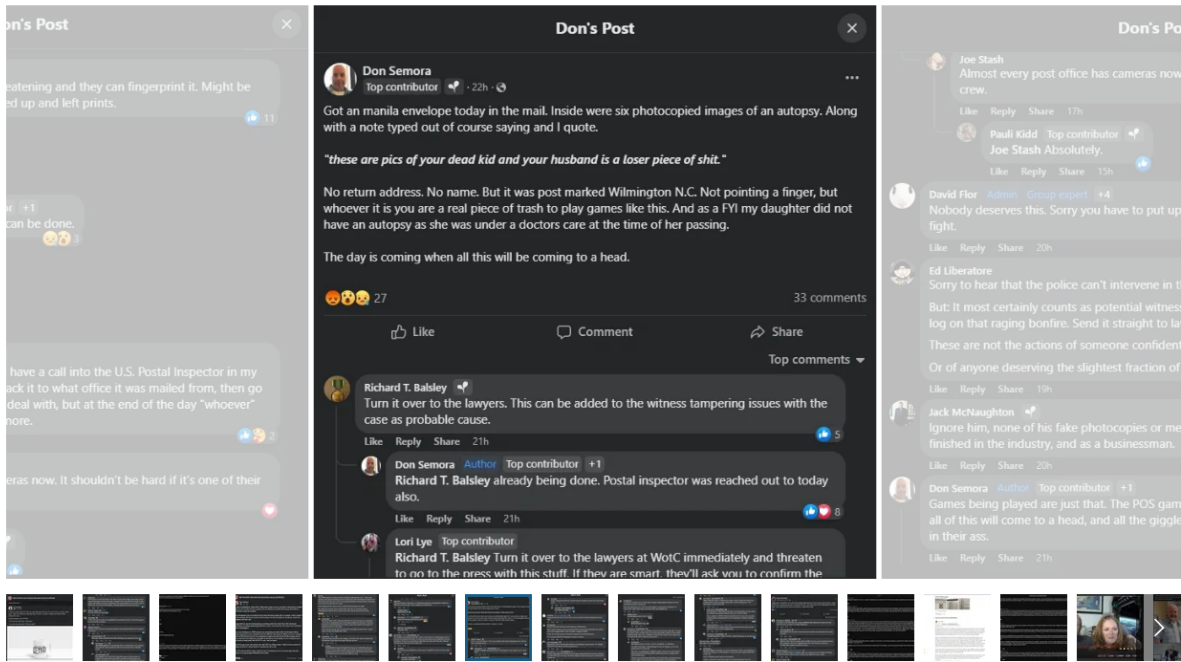 on's Post
eatening and they can fingerprint it. Might be
ed up and left prints.
11
+1
can be done.
3
have a call into the U.S. Postal Inspector in my
ack it to what office it was mailed from, then go
deal with, but at the end of the day "whoever"
nore.
2
eras now. It shouldn't be hard if it's one of their
Don's Post
Don Semora
Top contributor · 22h ·
Got an manila envelope today in the mail. Inside were six photocopied images of an autopsy. Along
with a note typed out of course saying and I quote.
"these are pics of your dead kid and your husband is a loser piece of shit."
No return address. No name. But it was post marked Wilmington N.C. Not pointing a finger, but
whoever it is you are a real piece of trash to play games like this. And as a FYI my daughter did not
have an autopsy as she was under a doctors care at the time of her passing.
The day is coming when all this will be coming to a head.
27
33 comments
Like Comment Share
Top comments
Richard T. Balsley
Turn it over to the lawyers. This can be added to the witness tampering issues with the
case as probable cause.
Like Reply Share 21h
5
Don Semora Author Top contributor +1
Richard T. Balsley already being done. Postal inspector was reached out to today
also.
Like Reply Share 21h
8
Lori Lye Top contributor
Richard T. Balsley Turn it over to the lawyers at WotC immediately and threaten
to go to the press with this stuff. If they are smart, they'll ask you to confirm the
Don's Po
Joe Stash
Almost every post office has cameras now
crew.
Like Reply Share 17h
Pauli Kidd Top contributor
Joe Stash Absolutely.
Like Reply Share 15h
David Flor Admin Group expert +4
Nobody deserves this. Sorry you have to put up
fight.
Like Reply Share 20h
Ed Liberatore
Sorry to hear that the police can't intervene in t
But: It most certainly counts as potential witnes
log on that raging bonfire. Send it straight to la
These are not the actions of someone confident
Or of anyone deserving the slightest fraction of
Like Reply Share 19h
Jack McNaughton
Ignore him, none of his fake photocopies or me
finished in the industry, and as a businessman.
Like Reply Share 20h
Don Semora Author Top contributor +1
Games being played are just that. The POS gam
all of this will come to a head, and all the giggle
in their ass.
Like Reply Share 21h